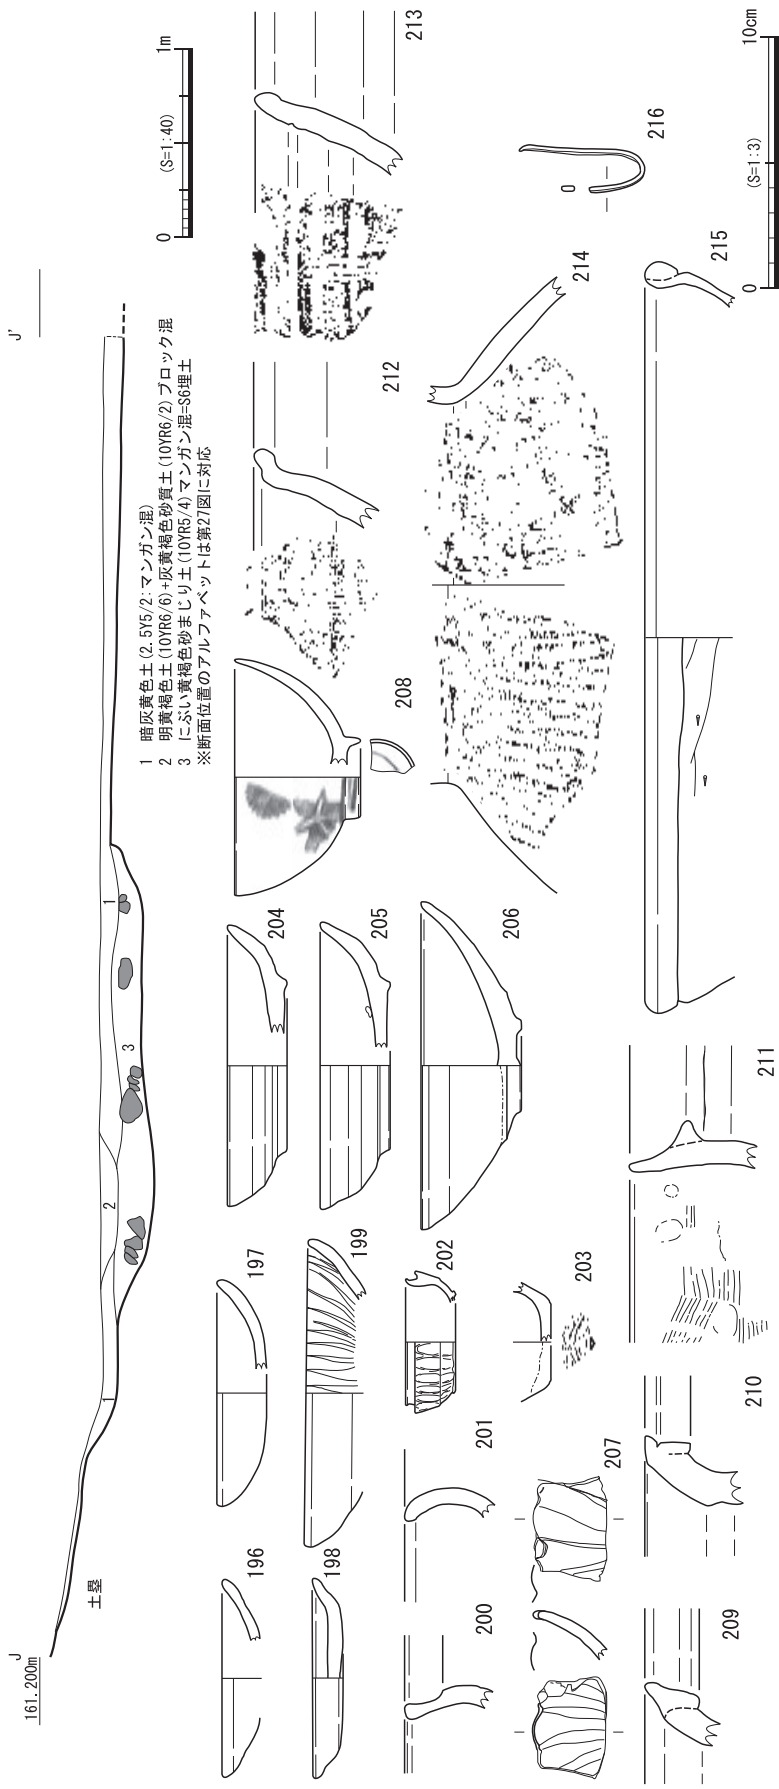 J
161.200m
土塁
J'
1
2
3
1
1 暗灰黄色土(2.5Y5/2:マンガン混)
2 明黄褐色土(10YR6/6)+灰黄褐色砂質土(10YR6/2)ブロック混
3 にぶい黄褐色砂まじり土(10YR5/4)マンガン混=S6埋土
※断面位置のアルファベットは第27図に対応
0 (S=1:40) 1m
196
197
198
199
200
201
202
203
204
205
206
207
208
209
210
211
212
213
214
215
216
0 (S=1:3) 10cm